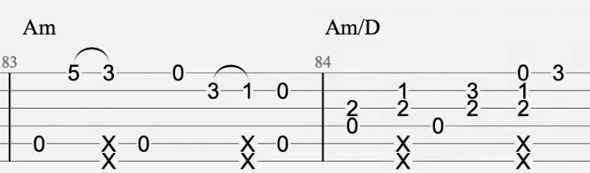 Am Am/D
83 84
5 3 0 0 3
3 1 0 1 3 1
2 2 2 2
0 0
0 X 0 X 0 X X
X X X X